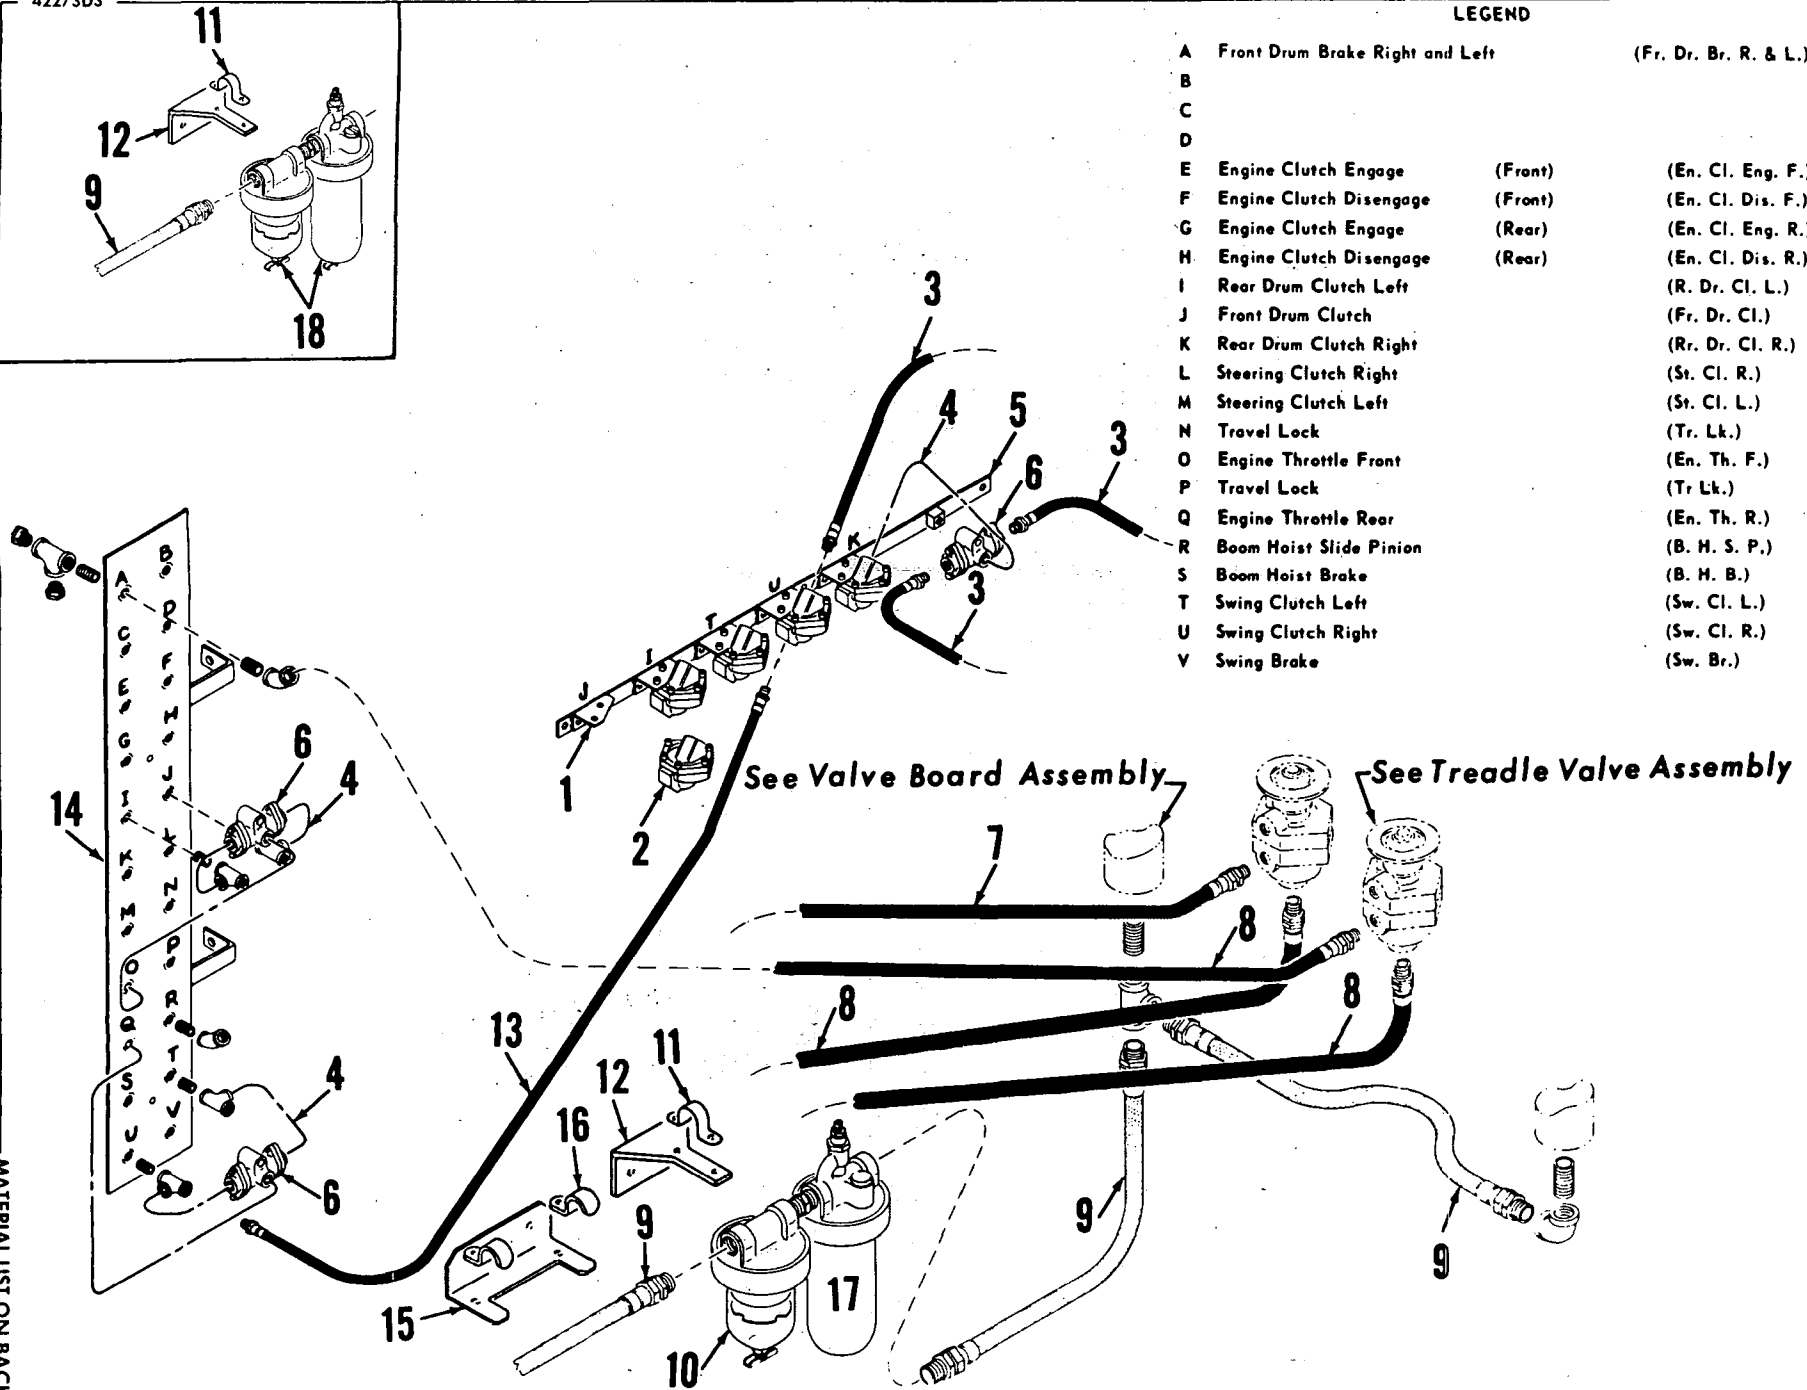 42273D3
11
12
9
18
LEGEND
A Front Drum Brake Right and Left (Fr. Dr. Br. R. & L.)
B
C
D
E Engine Clutch Engage (Front) (En. Cl. Eng. F.)
F Engine Clutch Disengage (Front) (En. Cl. Dis. F.)
G Engine Clutch Engage (Rear) (En. Cl. Eng. R.
H Engine Clutch Disengage (Rear) (En. Cl. Dis. R.)
I Rear Drum Clutch Left (R. Dr. Cl. L.)
J Front Drum Clutch (Fr. Dr. Cl.)
K Rear Drum Clutch Right (Rr. Dr. Cl. R.)
L Steering Clutch Right (St. Cl. R.)
M Steering Clutch Left (St. Cl. L.)
N Travel Lock (Tr. Lk.)
O Engine Throttle Front (En. Th. F.)
P Travel Lock (Tr Lk.)
Q Engine Throttle Rear (En. Th. R.)
R Boom Hoist Slide Pinion (B. H. S. P.)
S Boom Hoist Brake (B. H. B.)
T Swing Clutch Left (Sw. Cl. L.)
U Swing Clutch Right (Sw. Cl. R.)
V Swing Brake (Sw. Br.)
3
4
5
3
6
3
K
U
T
I
J
1
2
A
B
C
D
E
F
G
H
I
J
K
M
N
O
P
Q
R
R
S
T
U
V
14
6
4
4
6
See Valve Board Assembly
See Treadle Valve Assembly
7
8
8
8
13
12
11
16
15
9
10
17
9
9
MATERIAL LIST ON BACK